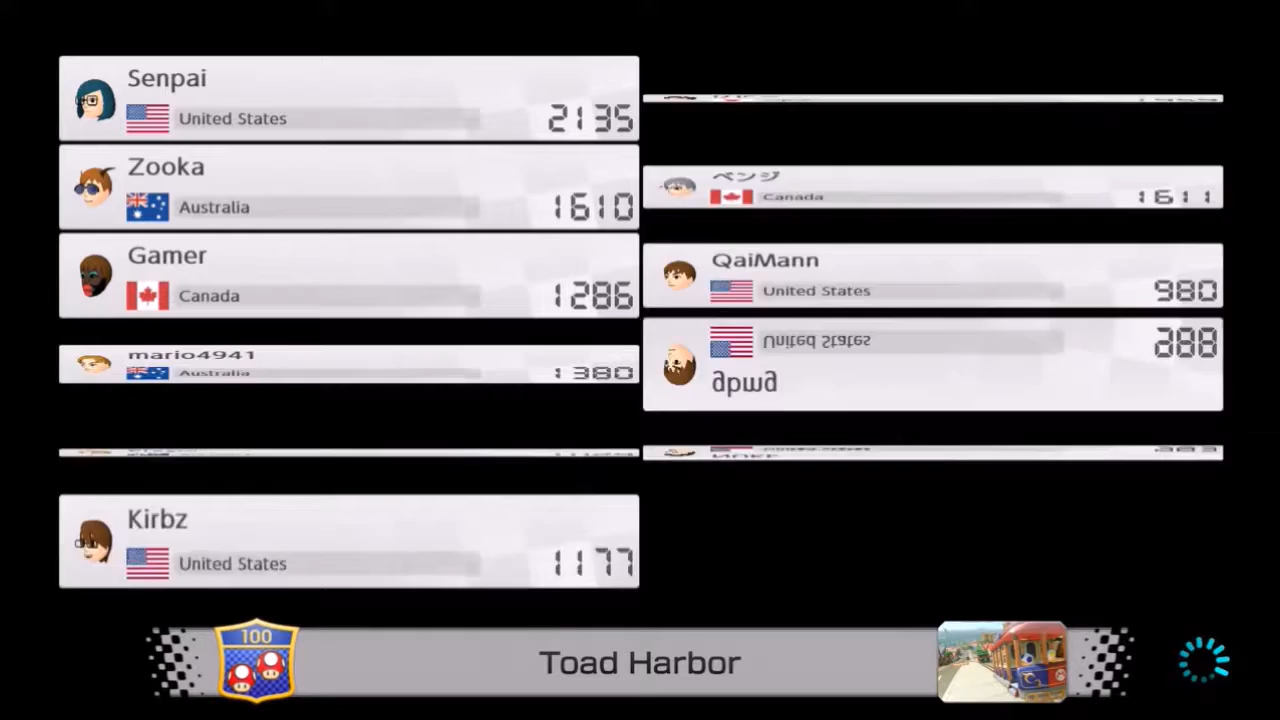 Senpai
United States 2135
Zooka
Australia 1610
Gamer
Canada 1286
mario4941
Australia 1380
Kirbz
United States 1177
ベンジ
Canada 1611
QaiMann
United States 980
United States 988
gpwg
100
Toad Harbor